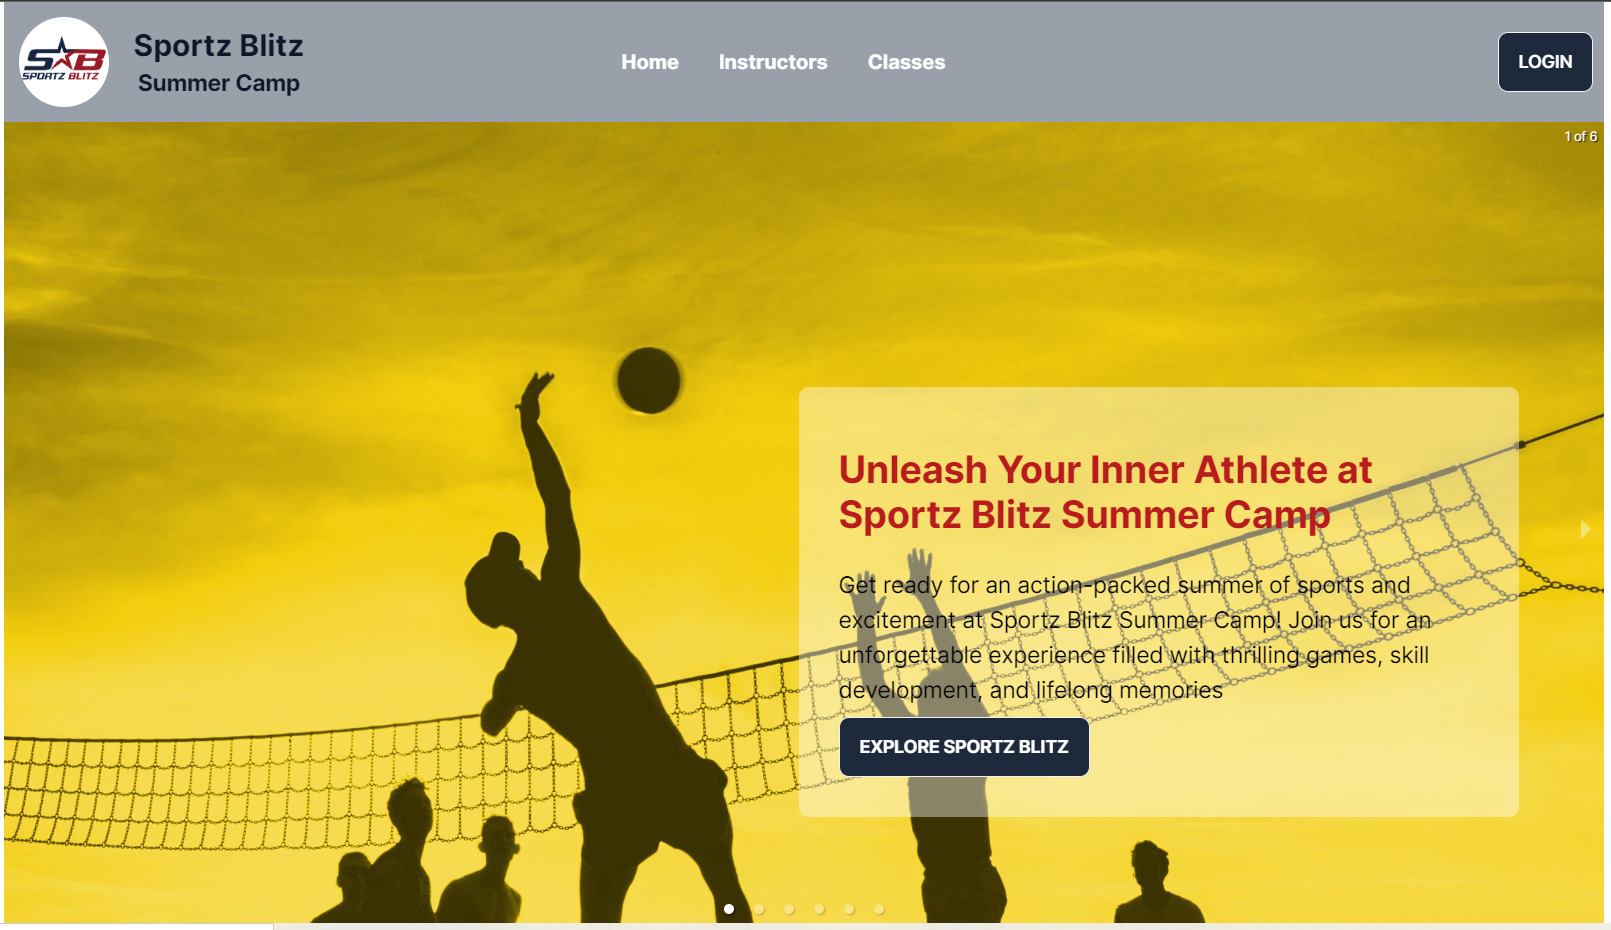 S★B
SPORTZ BLITZ
Sportz Blitz
Summer Camp
Home
Instructors
Classes
LOGIN
1 of 6
Unleash Your Inner Athlete at
Sportz Blitz Summer Camp
Get ready for an action-packed summer of sports and
excitement at Sportz Blitz Summer Camp! Join us for an
unforgettable experience filled with thrilling games, skill
development, and lifelong memories
EXPLORE SPORTZ BLITZ